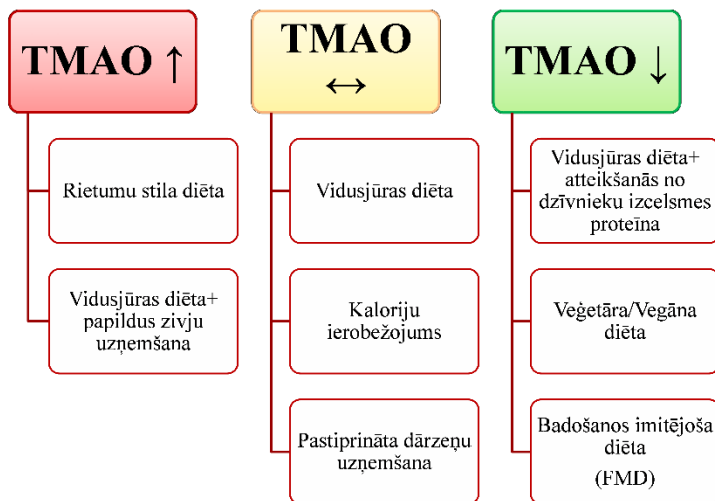 TMAO ↑
Rietumu stila diēta
Vidusjūras diēta+
papildus zivju
uzņemšana
TMAO
↔
Vidusjūras diēta
Kaloriju
ierobežojums
Pastiprināta dārzeņu
uzņemšana
TMAO ↓
Vidusjūras diēta+
atteikšanās no
dzīvnieku izcelsmes
proteīna
Veģetāra/Vegāna
diēta
Badošanos imitējoša
diēta
(FMD)